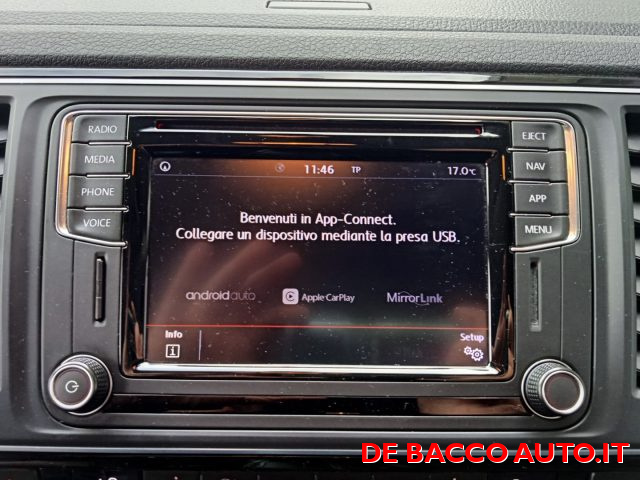 RADIO
MEDIA
PHONE
VOICE
EJECT
NAV
APP
MENU
11:46 TP 17.0°C
Benvenuti in App-Connect.
Collegare un dispositivo mediante la presa USB.
androidauto Apple CarPlay MirrorLink
Info Setup
DE BACCO AUTO.IT